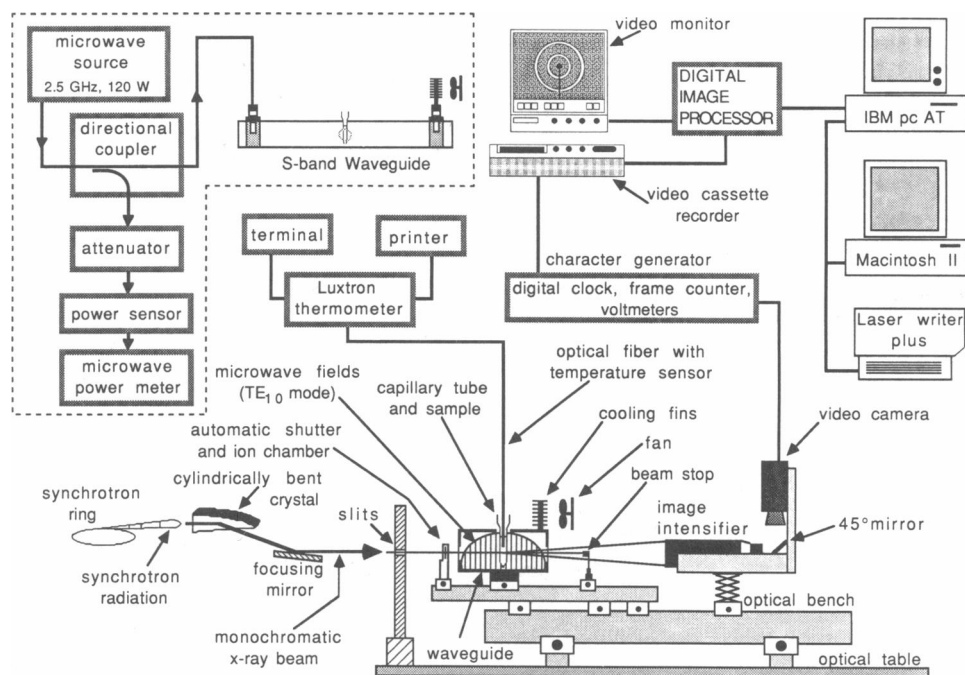 microwave
source
2.5 GHz, 120 W
directional
coupler
S-band Waveguide
attenuator
power sensor
microwave
power meter
video monitor
DIGITAL
IMAGE
PROCESSOR
IBM pc AT
video cassette
recorder
Macintosh II
Laser writer
plus
terminal
printer
Luxtron
thermometer
character generator
digital clock, frame counter,
voltmeters
microwave fields
(TE10 mode)
capillary tube
and sample
optical fiber with
temperature sensor
cooling fins
fan
video camera
automatic shutter
and ion chamber
cylindrically bent
crystal
beam stop
synchrotron
ring
slits
image
intensifier
45°mirror
synchrotron
radiation
focusing
mirror
monochromatic
x-ray beam
waveguide
optical bench
optical table